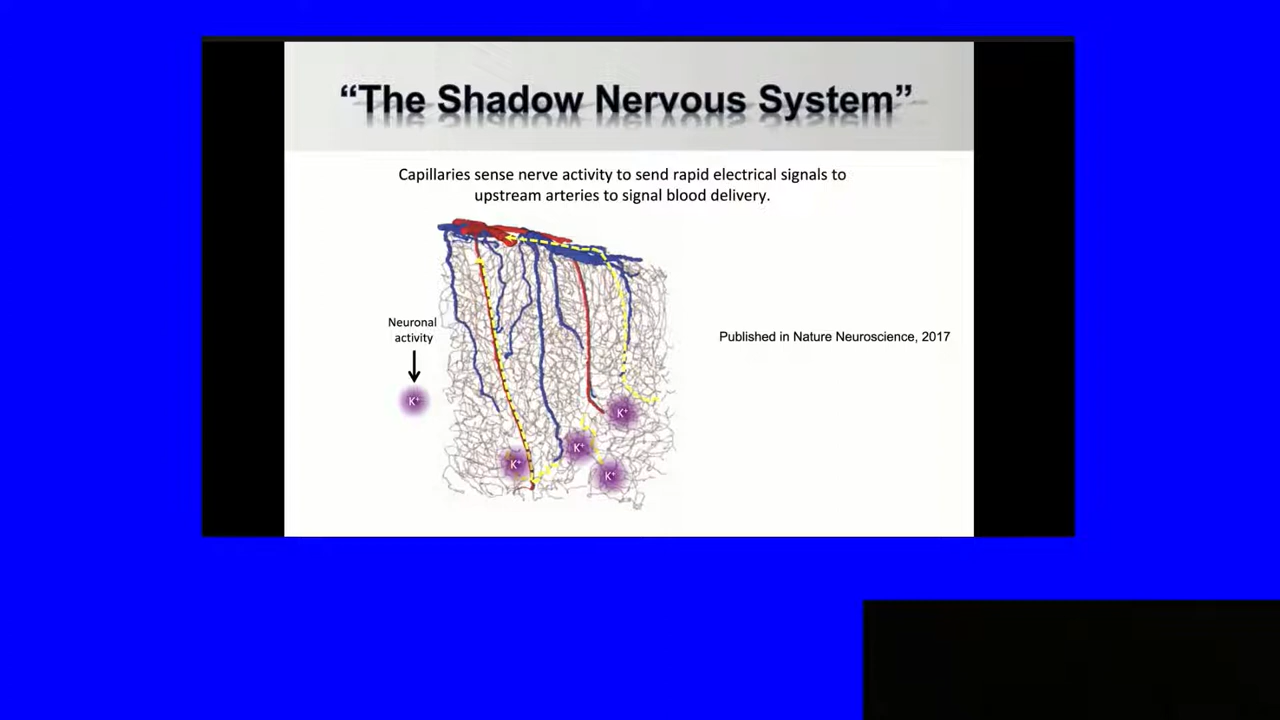 “The Shadow Nervous System”
Capillaries sense nerve activity to send rapid electrical signals to
upstream arteries to signal blood delivery.
Neuronal
activity
Published in Nature Neuroscience, 2017
K⁺
K⁺
K⁺
K⁺
K⁺